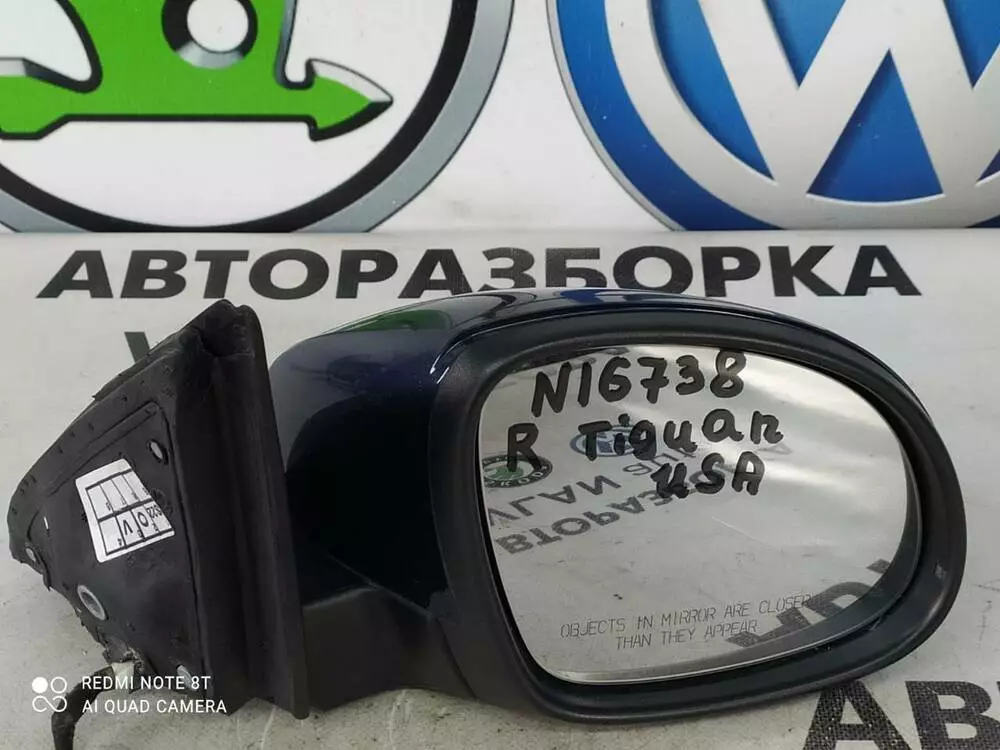 АВТОРАЗБОРКА
N16738
R Tiguan
USA
OBJECTS IN MIRROR ARE CLOSER
THAN THEY APPEAR
REDMI NOTE 8T
AI QUAD CAMERA